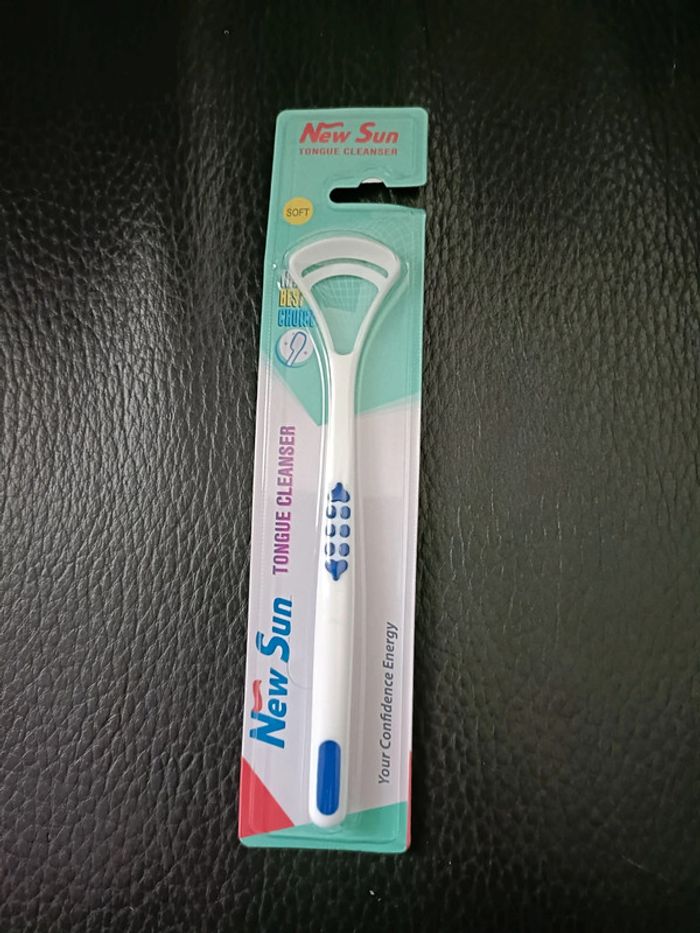 New Sun
TONGUE CLEANSER
SOFT
BEST
CHOICE
New Sun TONGUE CLEANSER
Your Confidence Energy